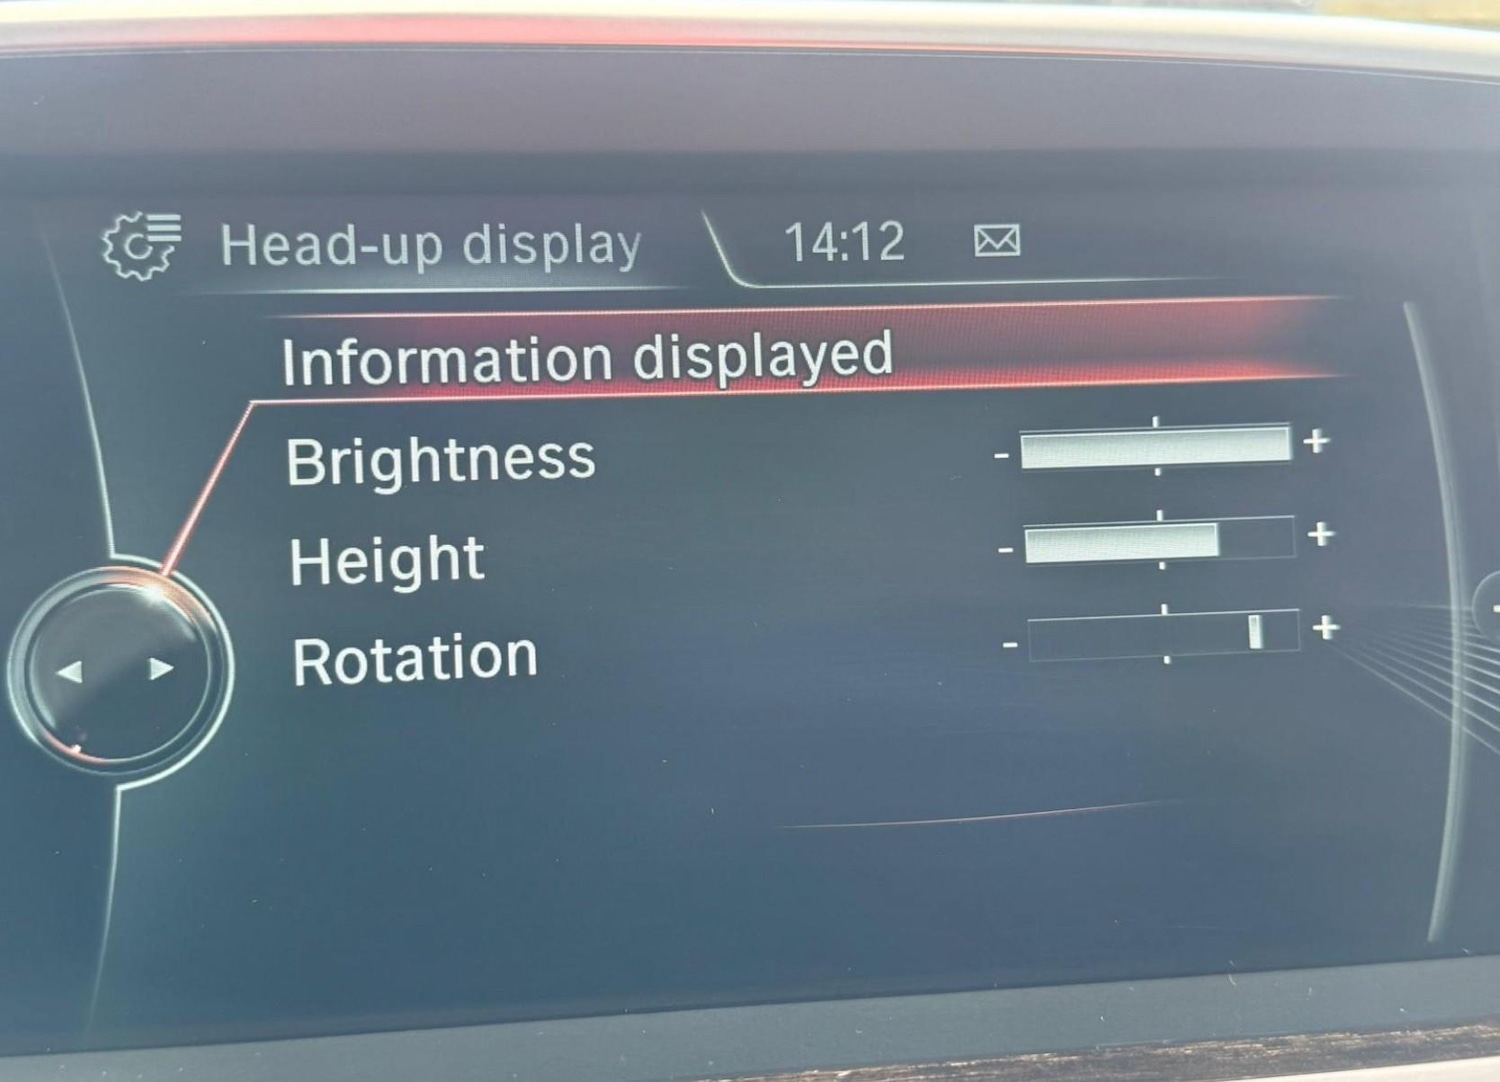 Head-up display 14:12
Information displayed
Brightness - +
Height - +
Rotation - +